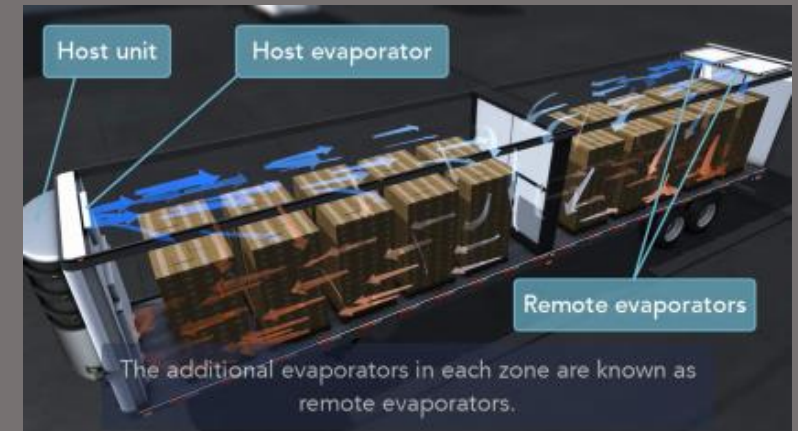 Host unit
Host evaporator
Remote evaporators
The additional evaporators in each zone are known as
remote evaporators.